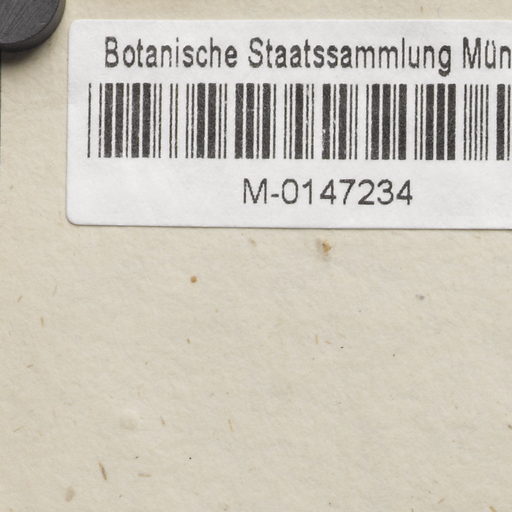 Botanische Staatssammlung Mün
M-0147234